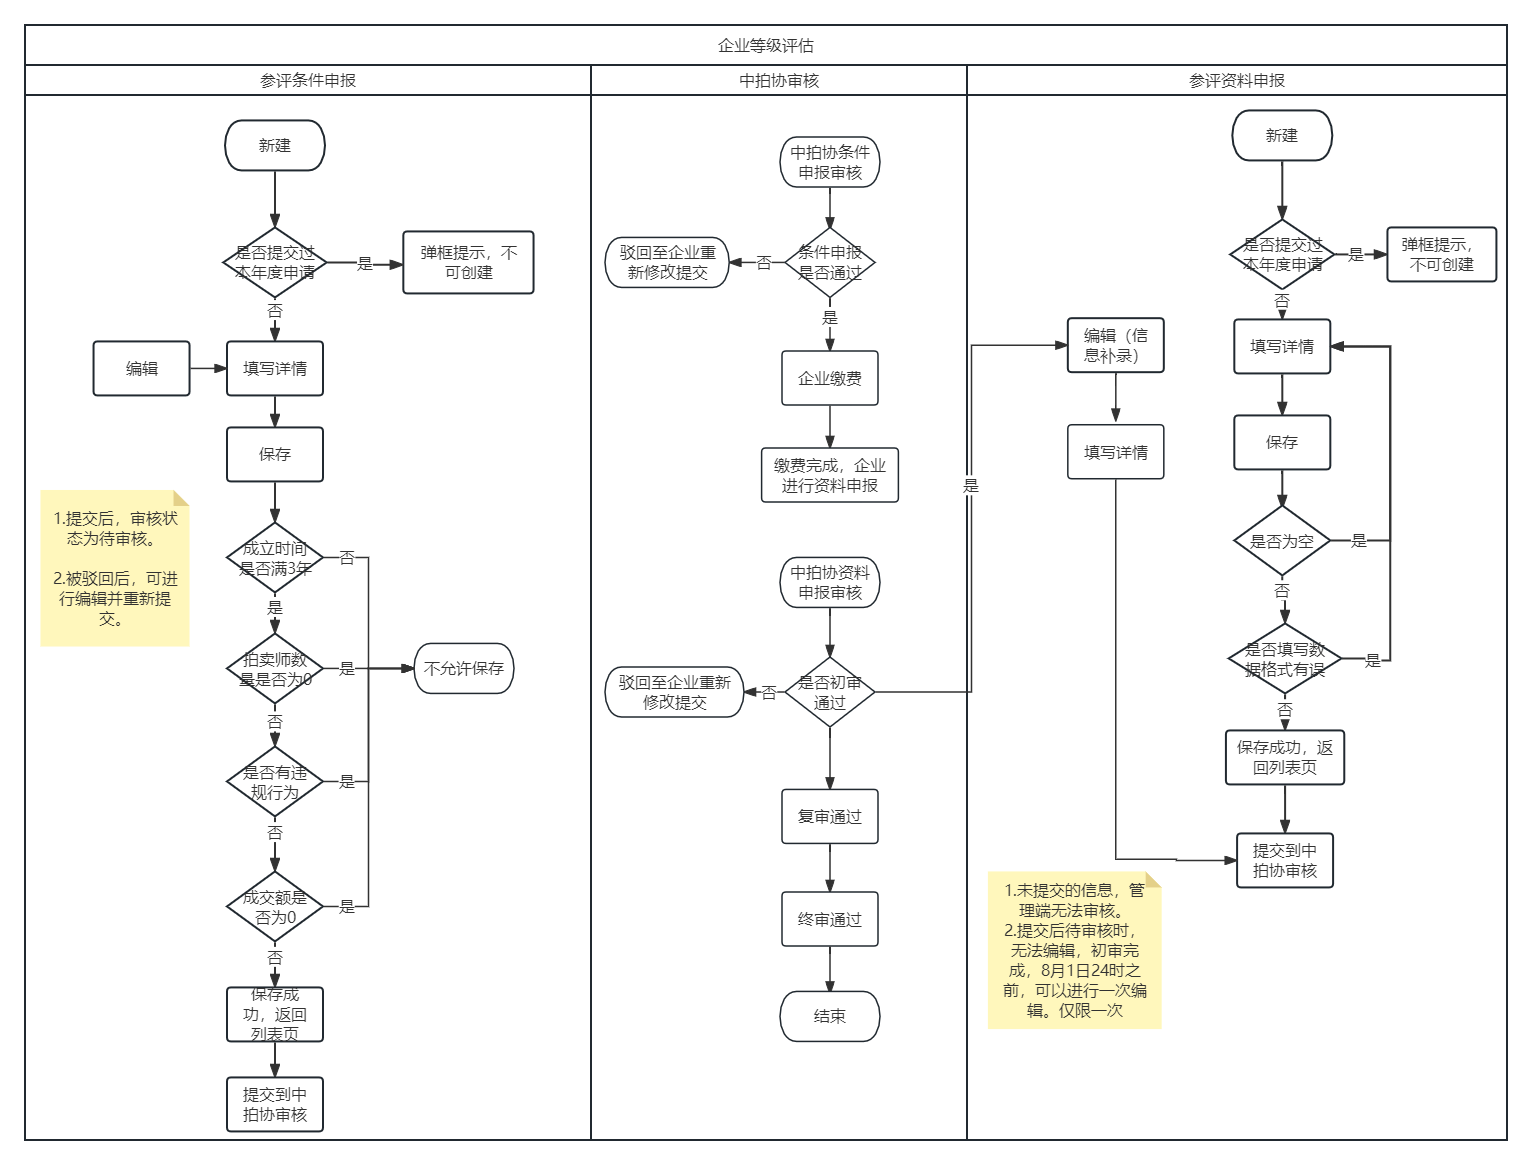 企业等级评估
参评条件申报
中拍协审核
参评资料申报
新建
是否提交过
本年度申请
是
弹框提示，不
可创建
否
编辑
填写详情
保存
1.提交后，审核状
态为待审核。
2.被驳回后，可进
行编辑并重新提
交。
成立时间
是否满3年
否
是
拍卖师数
量是否为0
是
不允许保存
否
是否有违
规行为
是
否
成交额是
否为0
是
否
保存成
功，返回
列表页
提交到中
拍协审核
中拍协条件
申报审核
条件申报
是否通过
否
驳回至企业重
新修改提交
是
企业缴费
缴费完成，企业
进行资料申报
中拍协资料
申报审核
是否初审
通过
否
驳回至企业重新
修改提交
是
复审通过
终审通过
结束
新建
是否提交过
本年度申请
是
弹框提示，
不可创建
否
编辑（信
息补录）
填写详情
填写详情
保存
是否为空
是
否
是否填写数
据格式有误
是
否
保存成功，返
回列表页
提交到中
拍协审核
1.未提交的信息，管
理端无法审核。
2.提交后待审核时，
无法编辑，初审完
成，8月1日24时之
前，可以进行一次编
辑。仅限一次